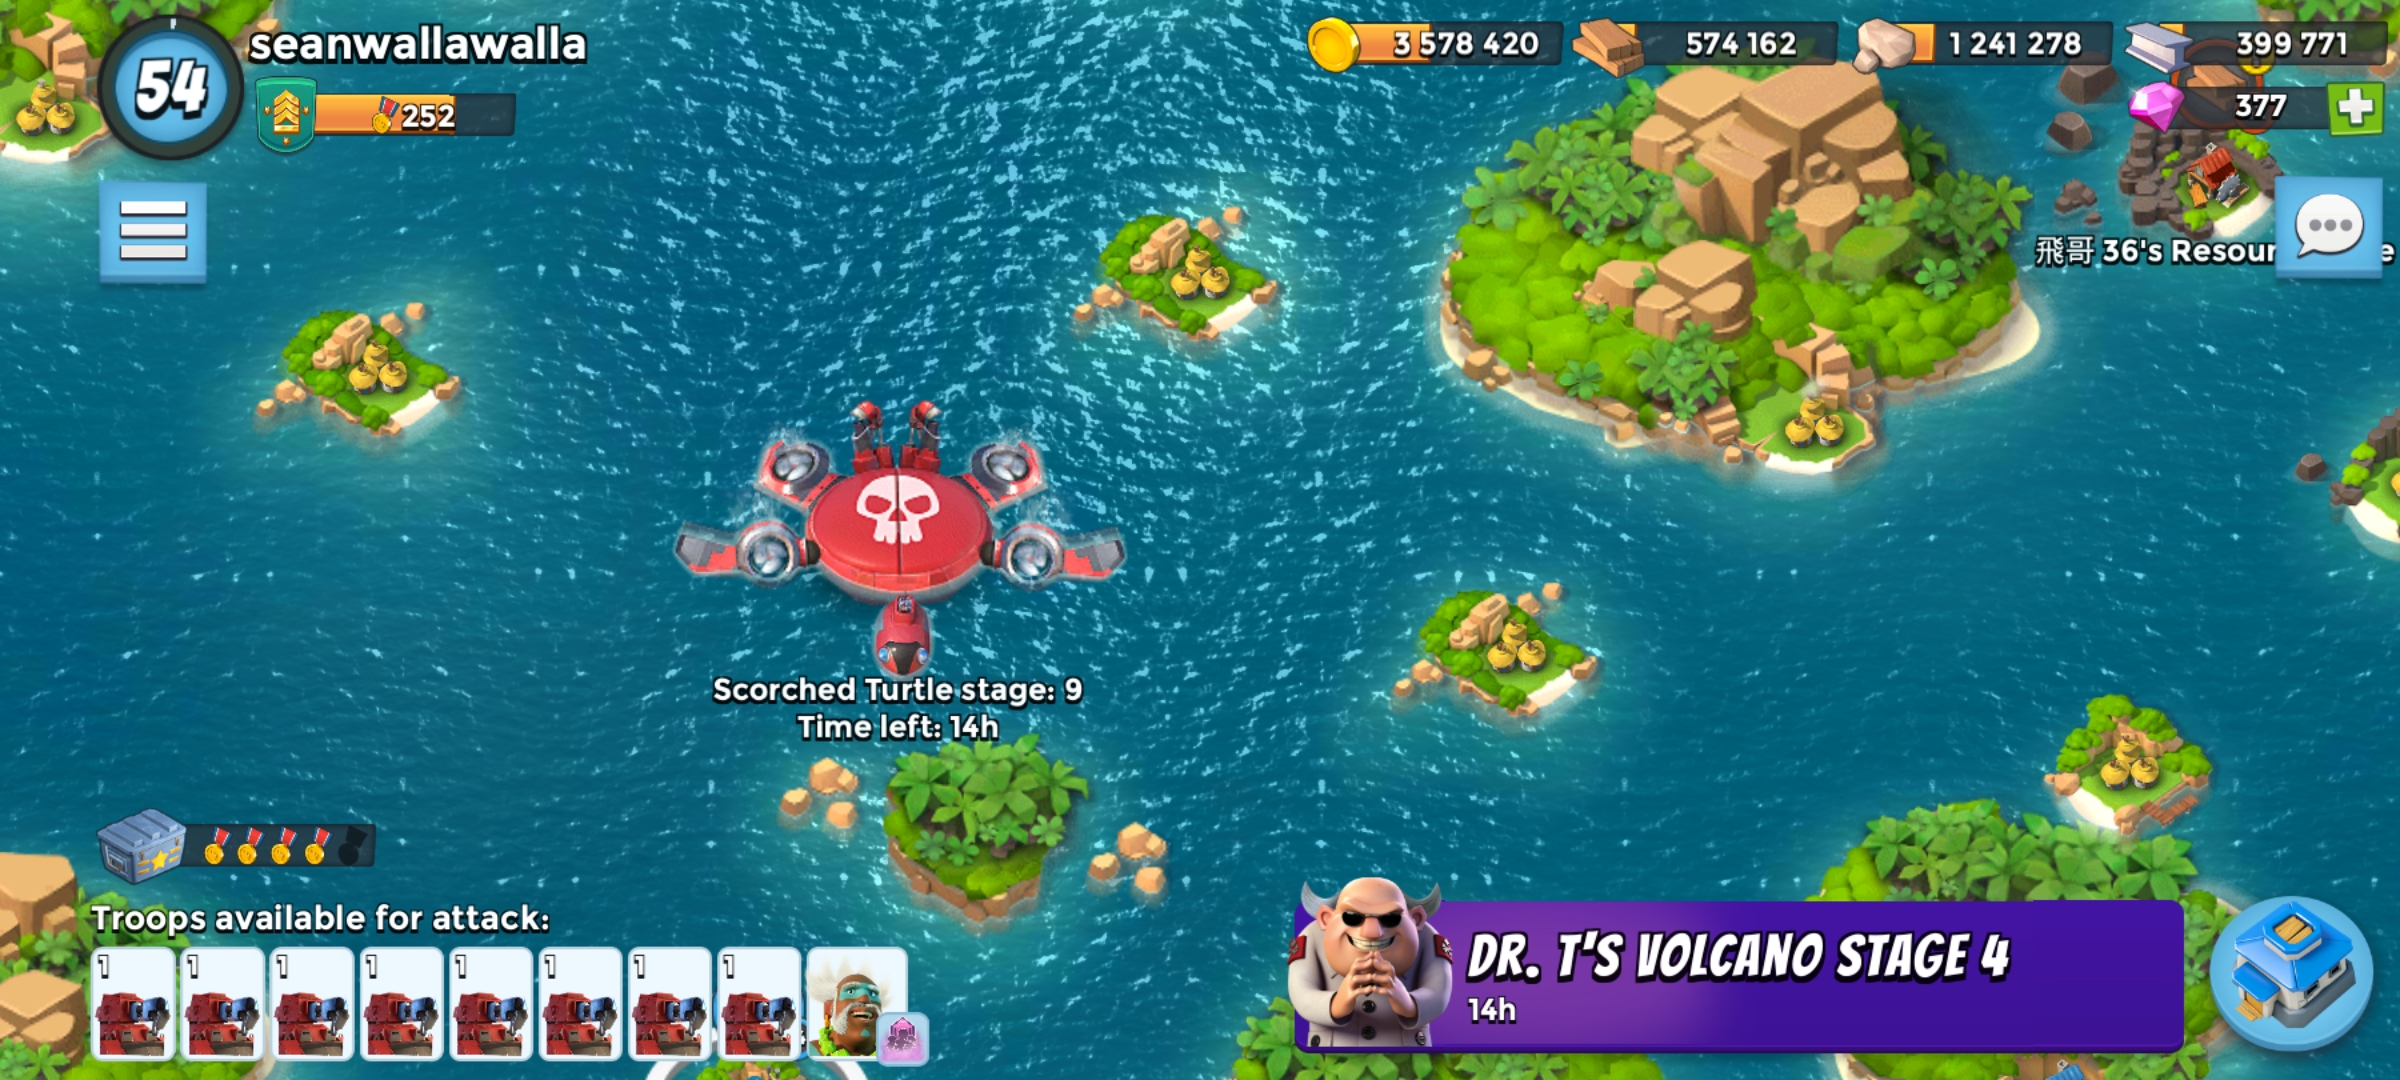 54
seanwallawalla
252
3 578 420
574 162
1 241 278
399 771
377
飛哥 36's Resour
Scorched Turtle stage: 9
Time left: 14h
Troops available for attack:
1 1 1 1 1 1 1 1
DR. T'S VOLCANO STAGE 4
14h